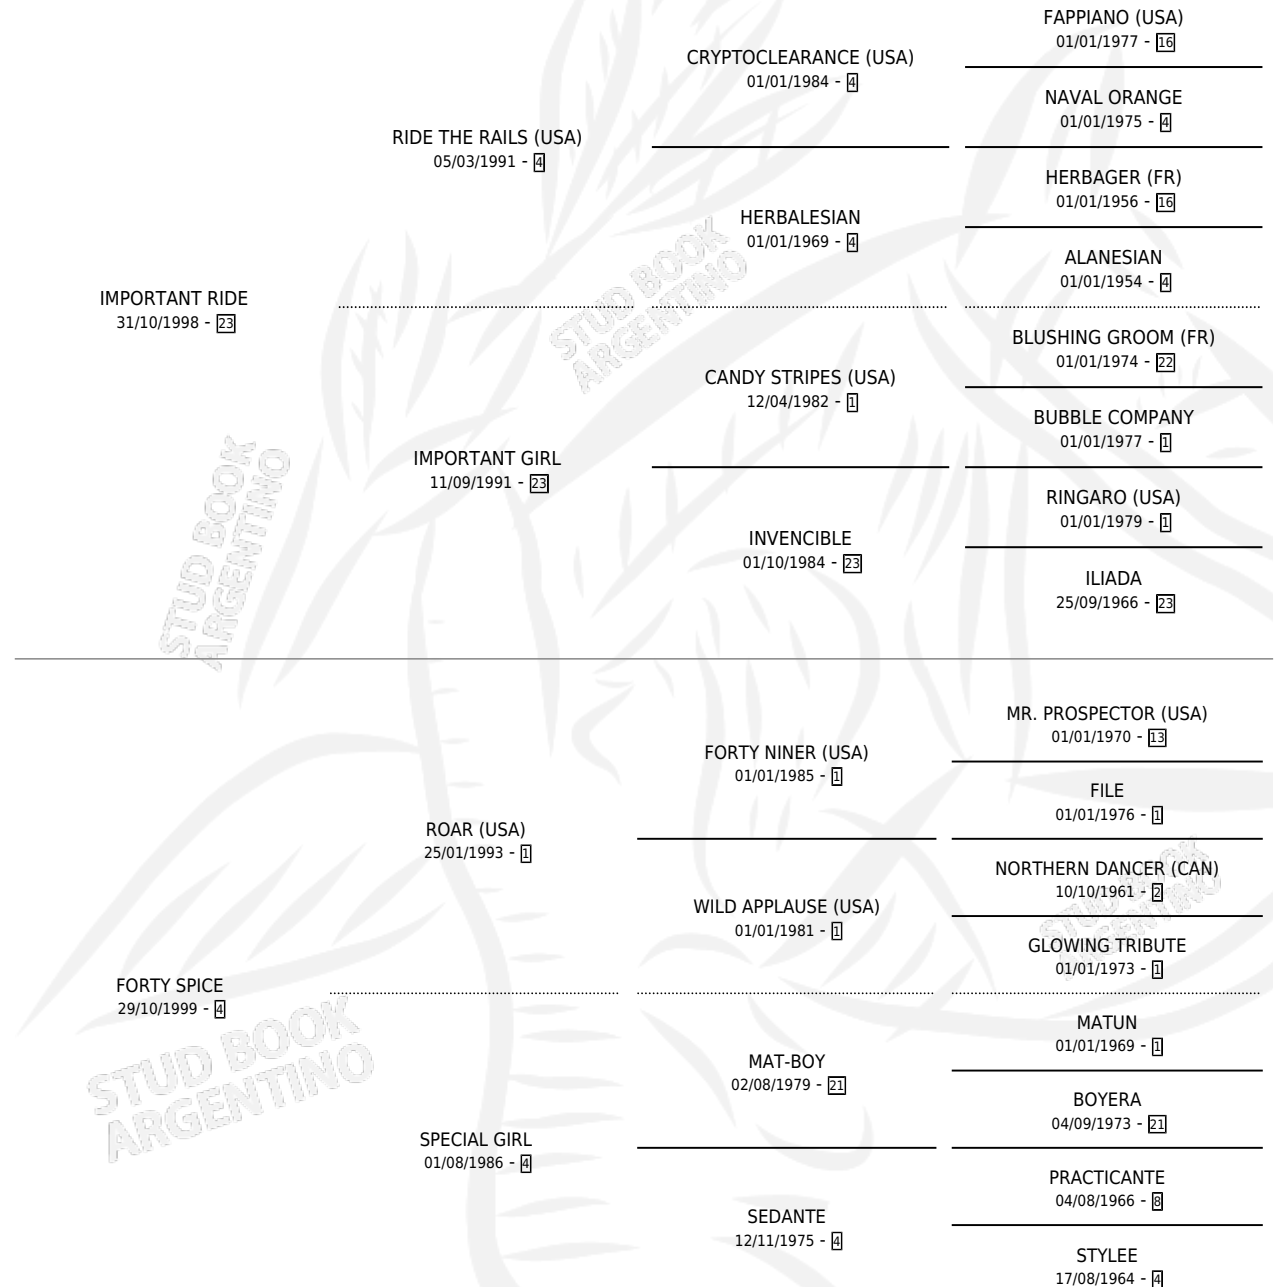 FAPPIANO (USA)
01/01/1977 - 16
CRYPTOCLEARANCE (USA)
01/01/1984 - 4
NAVAL ORANGE
01/01/1975 - 4
RIDE THE RAILS (USA)
05/03/1991 - 4
HERBAGER (FR)
01/01/1956 - 16
HERBALESIAN
01/01/1969 - 4
ALANESIAN
01/01/1954 - 4
IMPORTANT RIDE
31/10/1998 - 23
STUD BOOK
ARGENTINO
BLUSHING GROOM (FR)
01/01/1974 - 22
CANDY STRIPES (USA)
12/04/1982 - 1
BUBBLE COMPANY
01/01/1977 - 1
IMPORTANT GIRL
11/09/1991 - 23
RINGARO (USA)
01/01/1979 - 1
INVENCIBLE
01/10/1984 - 23
ILIADA
25/09/1966 - 23
STUD BOOK
ARGENTINO
MR. PROSPECTOR (USA)
01/01/1970 - 13
FORTY NINER (USA)
01/01/1985 - 1
FILE
01/01/1976 - 1
ROAR (USA)
25/01/1993 - 1
NORTHERN DANCER (CAN)
10/10/1961 - 2
WILD APPLAUSE (USA)
01/01/1981 - 1
STUD BOOK
ARGENTINO
GLOWING TRIBUTE
01/01/1973 - 1
FORTY SPICE
29/10/1999 - 4
MATUN
01/01/1969 - 1
MAT-BOY
02/08/1979 - 21
BOYERA
04/09/1973 - 21
STUD BOOK
ARGENTINO
SPECIAL GIRL
01/08/1986 - 4
PRACTICANTE
04/08/1966 - 8
SEDANTE
12/11/1975 - 4
STYLEE
17/08/1964 - 4